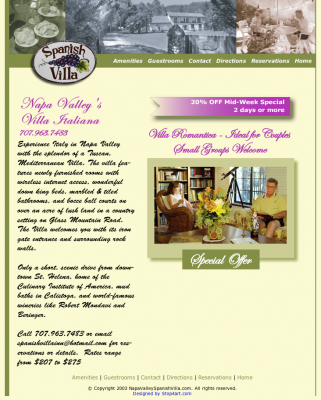 Spanish
Villa
Amenities Guestrooms Contact Directions Reservations Home
Napa Valley's
Villa Italiana
707.963.7483
Experience Italy in Napa Valley
with the splendor of a Tuscan,
Mediterranean Villa. The villa fea-
tures newly furnished rooms with
wireless internet access, wonderful
down king beds, marbled & tiled
bathrooms, and bocce ball courts on
over an acre of lush land in a country
setting on Glass Mountain Road.
The Villa welcomes you with its iron
gate entrance and surrounding rock
walls.
Only a short, scenic drive from down-
town St. Helena, home of the
Culinary Institute of America, mud
baths in Calistoga, and world-famous
wineries like Robert Mondavi and
Beringer.
Call 707.963.7483 or email
spanishvillainn@hotmail.com for res-
ervations or details. Rates range
from $207 to $275
20% OFF Mid-Week Special
2 days or more
Villa Romantica - Ideal for Couples
Small Groups Welcome
Special Offer
Amenities | Guestrooms | Contact | Directions | Reservations | Home
© Copyright 2003 NapaValleySpanishVilla.com. All rights reserved.
Designed by StepIart.com